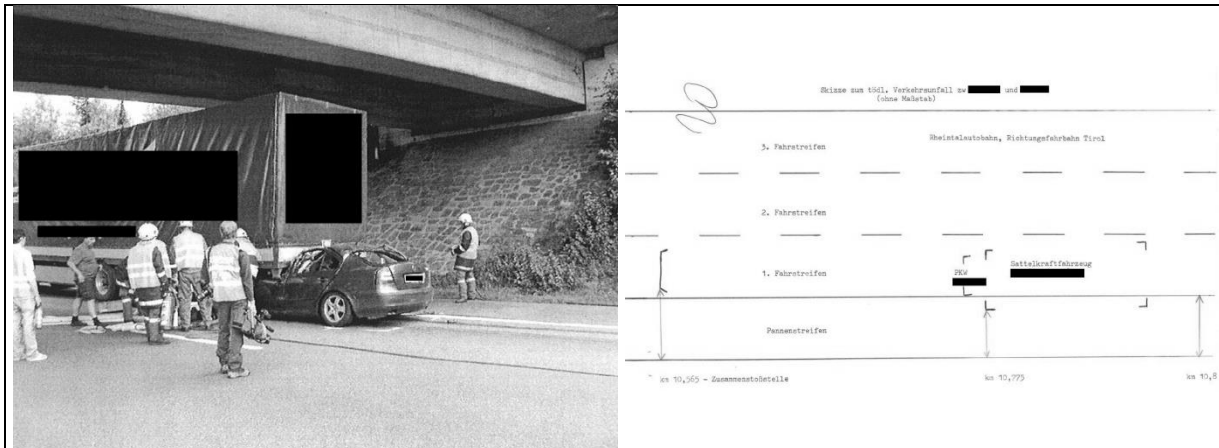 20
Skizze zum tödl. Verkehrsunfall zw und
(ohne Maßstab)
Rheintalautobahn, Richtungsfahrbahn Tirol
3. Fahrstreifen
2. Fahrstreifen
Sattelkraftfahrzeug
1. Fahrstreifen
PKW
Pannenstreifen
km 10,565 - Zusammenstoßstelle
km 10,775
km 10,8